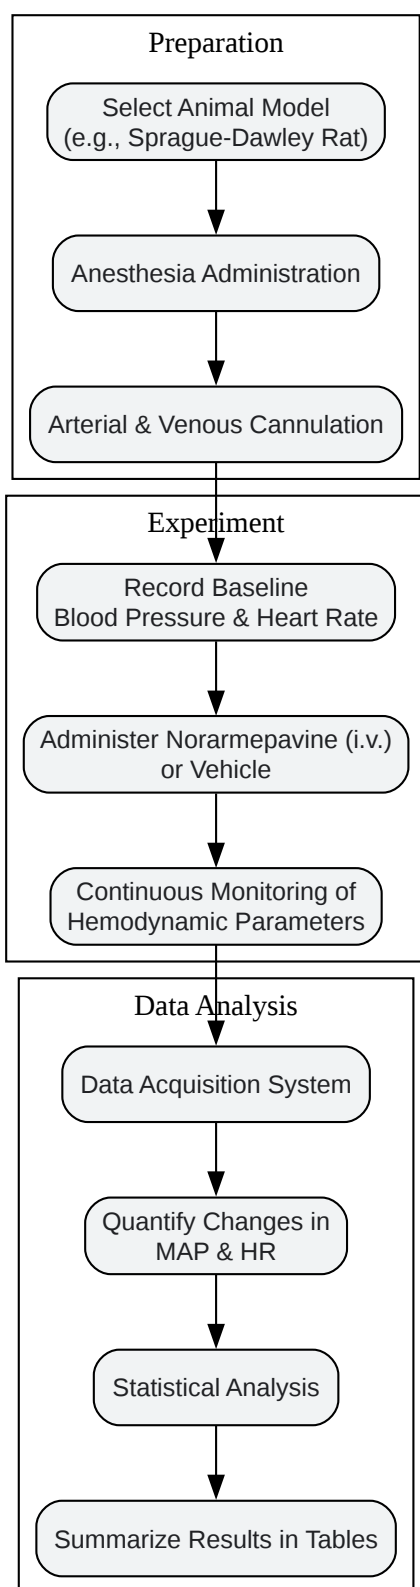 Preparation
Select Animal Model
(e.g., Sprague-Dawley Rat)
Anesthesia Administration
Arterial & Venous Cannulation
Experiment
Record Baseline
Blood Pressure & Heart Rate
Administer Norarmepavine (i.v.)
or Vehicle
Continuous Monitoring of
Hemodynamic Parameters
Data Analysis
Data Acquisition System
Quantify Changes in
MAP & HR
Statistical Analysis
Summarize Results in Tables